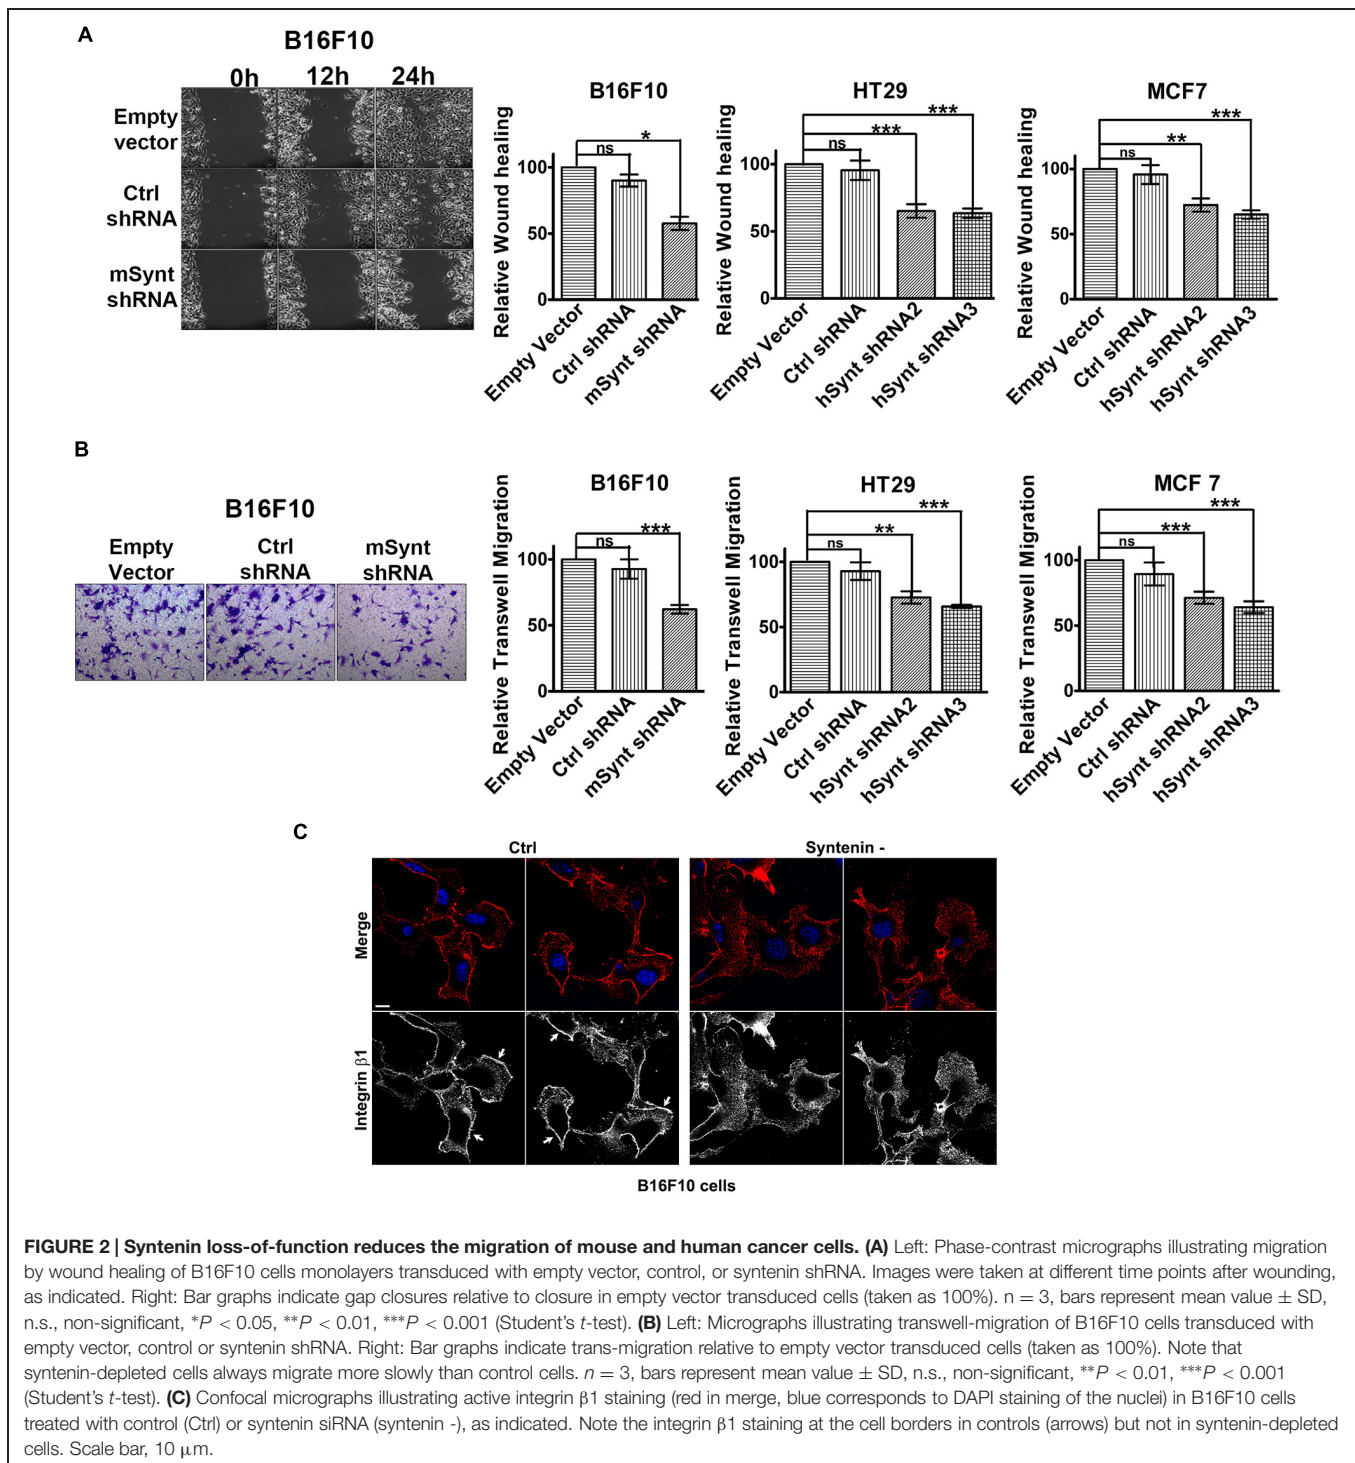 A
B16F10
0h 12h 24h
Empty
vector
Ctrl
shRNA
mSynt
shRNA
B16F10
Relative Wound healing
100
50
0
ns
*
Empty Vector
Ctrl shRNA
mSynt shRNA
HT29
Relative Wound healing
100
50
0
ns
***
***
Empty Vector
Ctrl shRNA
hSynt shRNA2
hSynt shRNA3
MCF7
Relative Wound healing
100
50
0
ns
**
***
Empty Vector
Ctrl shRNA
hSynt shRNA2
hSynt shRNA3
B
B16F10
Empty
Vector
Ctrl
shRNA
mSynt
shRNA
B16F10
Relative Transwell Migration
100
50
0
ns
***
Empty Vector
Ctrl shRNA
mSynt shRNA
HT29
Relative Transwell Migration
100
50
0
ns
**
***
Empty Vector
Ctrl shRNA
hSynt shRNA2
hSynt shRNA3
MCF 7
Relative Transwell Migration
100
50
0
ns
***
***
Empty Vector
Ctrl shRNA
hSynt shRNA2
hSynt shRNA3
C
Ctrl
Syntenin -
Merge
Integrin β1
B16F10 cells
FIGURE 2 | Syntenin loss-of-function reduces the migration of mouse and human cancer cells. (A) Left: Phase-contrast micrographs illustrating migration
by wound healing of B16F10 cells monolayers transduced with empty vector, control, or syntenin shRNA. Images were taken at different time points after wounding,
as indicated. Right: Bar graphs indicate gap closures relative to closure in empty vector transduced cells (taken as 100%). n = 3, bars represent mean value ± SD,
n.s., non-significant, *P < 0.05, **P < 0.01, ***P < 0.001 (Student's t-test). (B) Left: Micrographs illustrating transwell-migration of B16F10 cells transduced with
empty vector, control or syntenin shRNA. Right: Bar graphs indicate trans-migration relative to empty vector transduced cells (taken as 100%). Note that
syntenin-depleted cells always migrate more slowly than control cells. n = 3, bars represent mean value ± SD, n.s., non-significant, **P < 0.01, ***P < 0.001
(Student's t-test). (C) Confocal micrographs illustrating active integrin β1 staining (red in merge, blue corresponds to DAPI staining of the nuclei) in B16F10 cells
treated with control (Ctrl) or syntenin siRNA (syntenin -), as indicated. Note the integrin β1 staining at the cell borders in controls (arrows) but not in syntenin-depleted
cells. Scale bar, 10 μm.